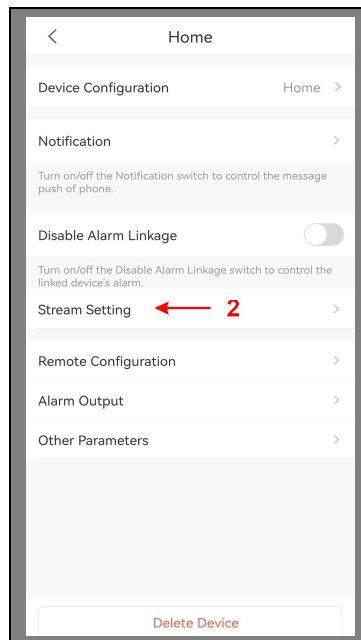 Home
Device Configuration Home
Notification
Turn on/off the Notification switch to control the message
push of phone.
Disable Alarm Linkage
Turn on/off the Disable Alarm Linkage switch to control the
linked device's alarm.
Stream Setting 2
Remote Configuration
Alarm Output
Other Parameters
Delete Device